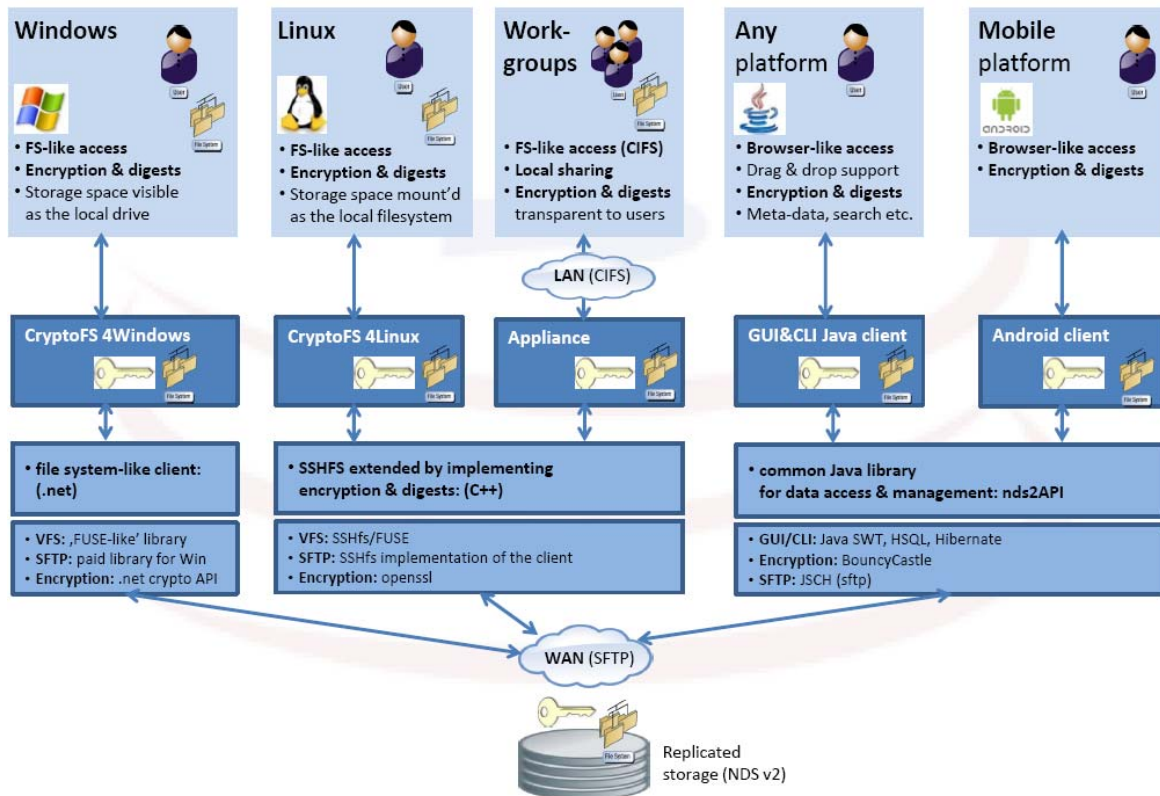 Windows
User
File System
• FS-like access
• Encryption & digests
• Storage space visible
as the local drive
Linux
User
File System
• FS-like access
• Encryption & digests
• Storage space mount'd
as the local filesystem
Work-
groups
User
File System
• FS-like access (CIFS)
• Local sharing
• Encryption & digests
transparent to users
Any
platform
User
Java
• Browser-like access
• Drag & drop support
• Encryption & digests
• Meta-data, search etc.
Mobile
platform
User
ANDROID
• Browser-like access
• Encryption & digests
LAN (CIFS)
CryptoFS 4Windows
File System
CryptoFS 4Linux
File System
Appliance
File System
GUI&CLI Java client
File System
Android client
File System
• file system-like client:
(.net)
• SSHFS extended by implementing
encryption & digests: (C++)
• common Java library
for data access & management: nds2API
• VFS: ‚FUSE-like' library
• SFTP: paid library for Win
• Encryption: .net crypto API
• VFS: SSHfs/FUSE
• SFTP: SSHfs implementation of the client
• Encryption: openssl
• GUI/CLI: Java SWT, HSQL, Hibernate
• Encryption: BouncyCastle
• SFTP: JSCH (sftp)
WAN (SFTP)
File System
Replicated
storage (NDS v2)